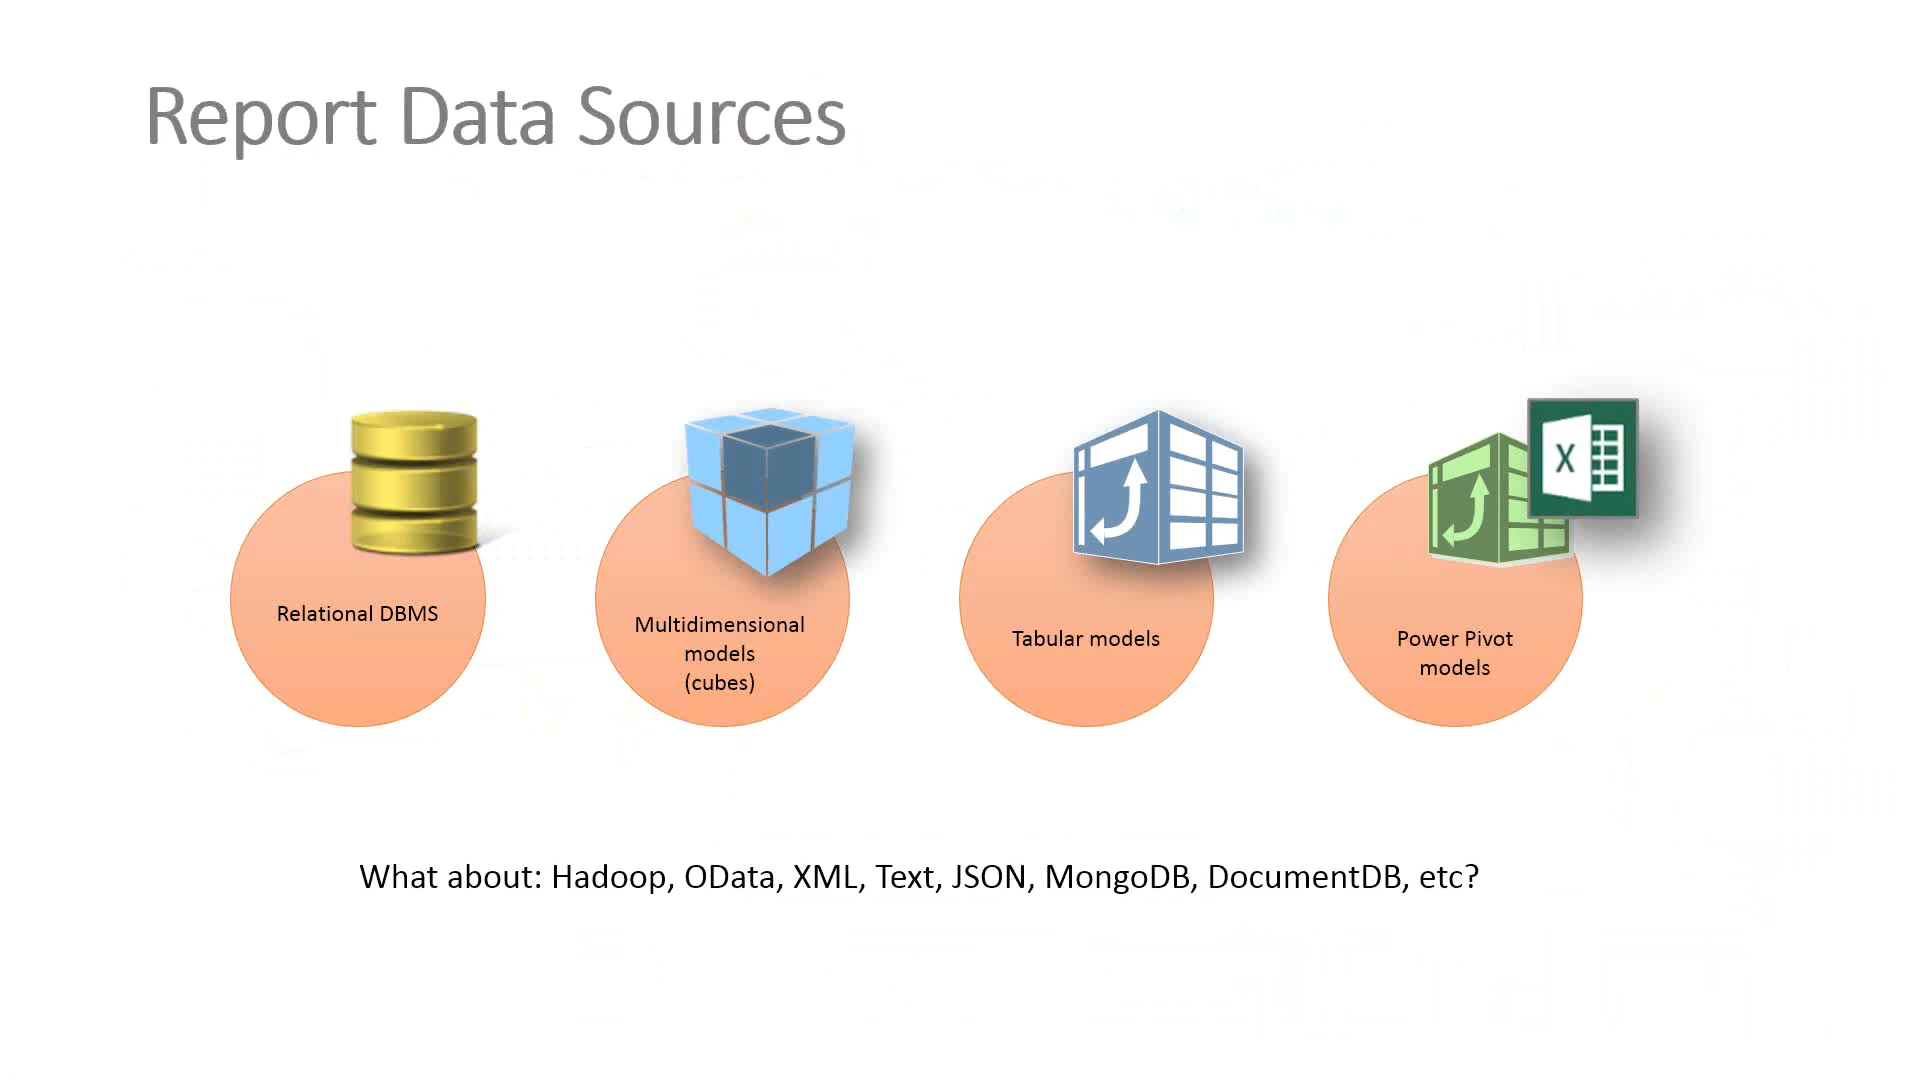 Report Data Sources
X
Relational DBMS
Multidimensional
models
(cubes)
Tabular models
Power Pivot
models
What about: Hadoop, OData, XML, Text, JSON, MongoDB, DocumentDB, etc?